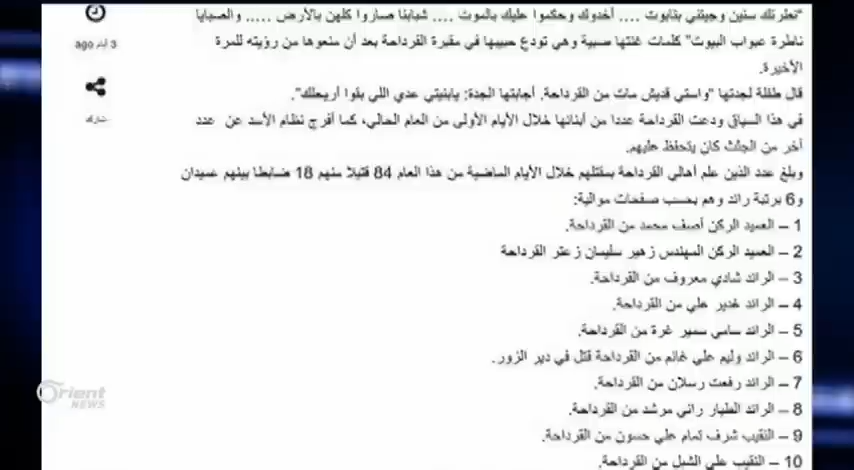 "نطرتك سنين وجيتني بتابوت .... أخدوك وحكموا عليك بالموت .... شبابنا صاروا كلهن بالأرض ..... والصبايا
ناطرة عبواب البيوت" كلمات غنتها صبية وهي تودع حبيبها في مقبرة القرداحة بعد أن منعوها من رؤيته للمرة
الأخيرة.
قال طفلة لجدتها "واستي قديش مات من القرداحة. أجابتها الجدة: يابنيتي عدي اللي بقوا أريحلك".
في هذا السياق ودعت القرداحة عددا من أبنائها خلال الأيام الأولى من العام الحالي، كما أفرج نظام الأسد عن عدد
آخر من الجثث كان يتحفظ عليهم.
وبلغ عدد الذين علم أهالي القرداحة بمقتلهم خلال الأيام الماضية من هذا العام 84 قتيلا منهم 18 ضابطا بينهم عميدان
و6 برتبة رائد وهم بحسب صفحات موالية:
1 – العميد الركن أصف محمد من القرداحة.
2 – العميد الركن المهندس زهير سليمان زعتر القرداحة
3 – الرائد شادي معروف من القرداحة.
4 – الرائد غدير علي من القرداحة.
5 – الرائد سامي سمير غرة من القرداحة.
6 – الرائد وليم علي غانم من القرداحة قتل في دير الزور.
7 – الرائد رفعت رسلان من القرداحة.
8 – الرائد الطيار راني مرشد من القرداحة.
9 – النقيب شرف تمام علي حسون من القرداحة.
10 – النقيب علي الشبل من القرداحة.
3 أيام ago
شارك
Orient
NEWS